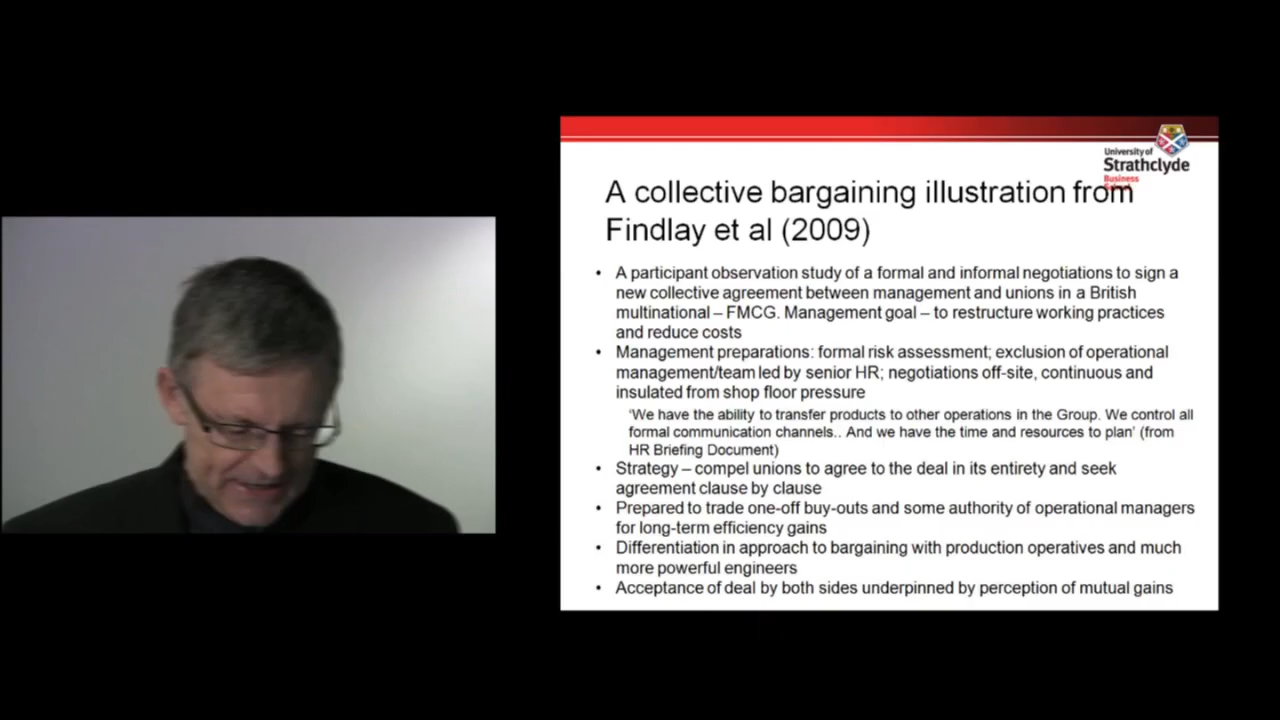 University of
Strathclyde
Business
School
A collective bargaining illustration from
Findlay et al (2009)
• A participant observation study of a formal and informal negotiations to sign a
new collective agreement between management and unions in a British
multinational – FMCG. Management goal – to restructure working practices
and reduce costs
• Management preparations: formal risk assessment; exclusion of operational
management/team led by senior HR; negotiations off-site, continuous and
insulated from shop floor pressure
‘We have the ability to transfer products to other operations in the Group. We control all
formal communication channels.. And we have the time and resources to plan’ (from
HR Briefing Document)
• Strategy – compel unions to agree to the deal in its entirety and seek
agreement clause by clause
• Prepared to trade one-off buy-outs and some authority of operational managers
for long-term efficiency gains
• Differentiation in approach to bargaining with production operatives and much
more powerful engineers
• Acceptance of deal by both sides underpinned by perception of mutual gains